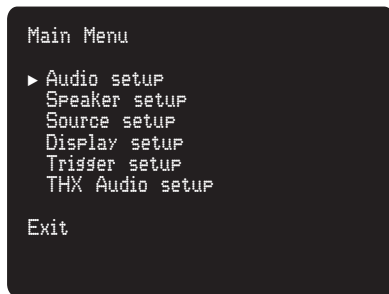 Main Menu
► Audio setup
Speaker setup
Source setup
Display setup
Trigger setup
THX Audio setup
Exit